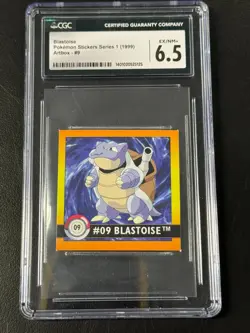 CGC
CERTIFIED GUARANTY COMPANY
Blastoise
Pokémon Stickers Series 1 (1999)
Artbox - #9
EX/NM+
6.5
09
#09 BLASTOISE™